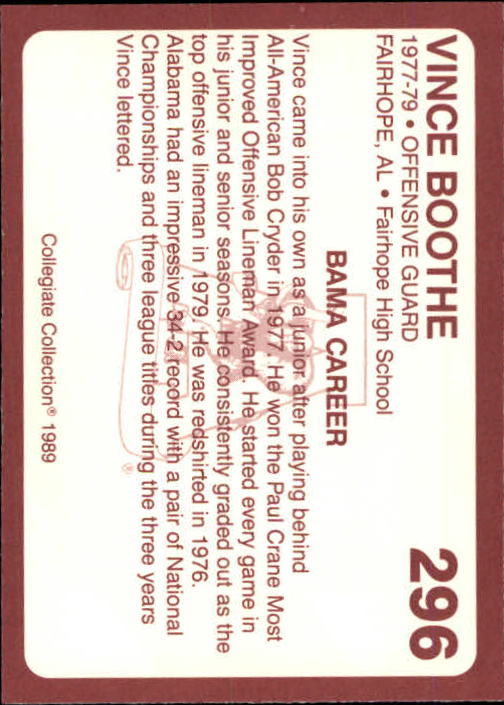 VINCE BOOTHE
296
1977-79 • OFFENSIVE GUARD
FAIRHOPE, AL • Fairhope High School
BAMA CAREER
Vince came into his own as a junior after playing behind
All-American Bob Cryder in 1977. He won the Paul Crane Most
Improved Offensive Lineman Award. He started every game in
his junior and senior seasons. He consistently graded out as the
top offensive lineman in 1979. He was redshirted in 1976.
Alabama had an impressive 34-2 record with a pair of National
Championships and three league titles during the three years
Vince lettered.
®
Collegiate Collection® 1989